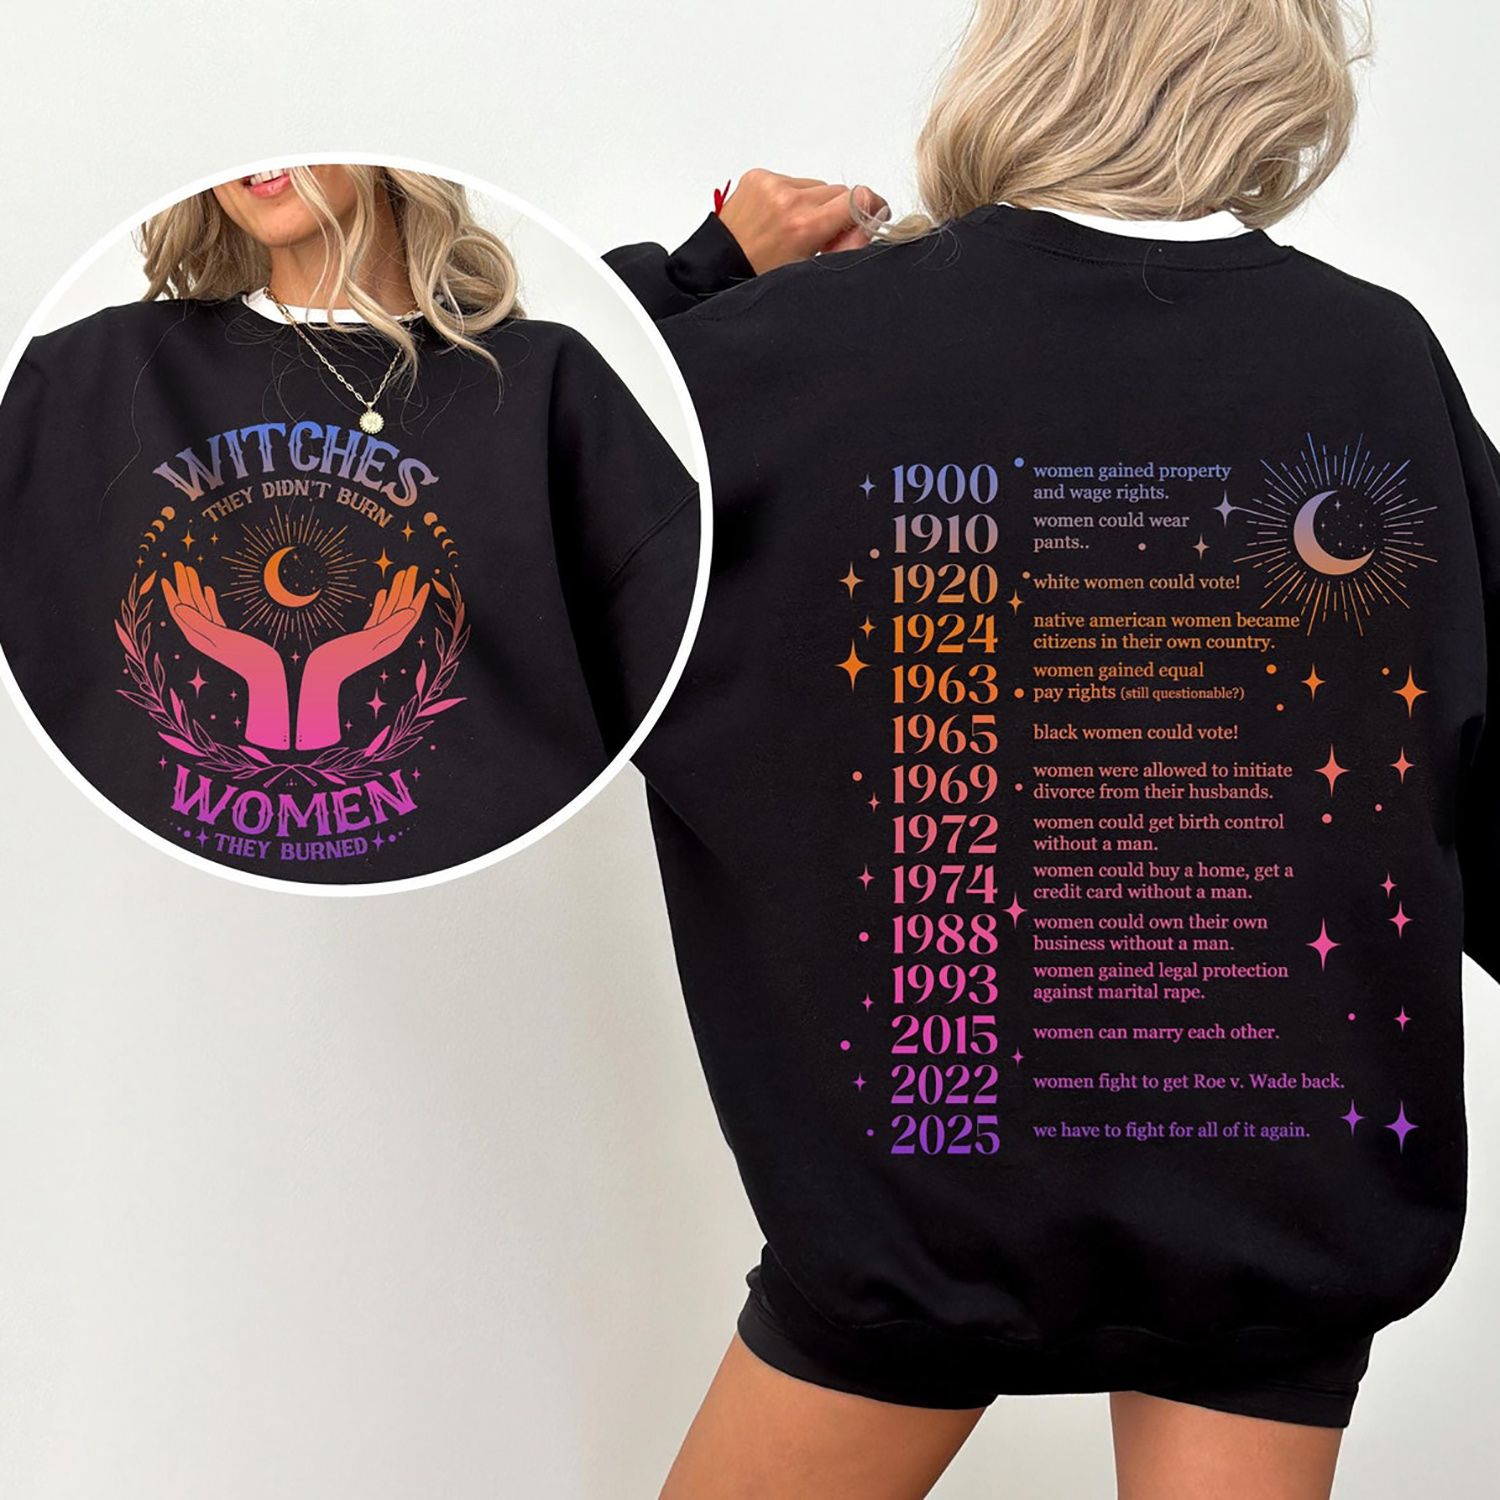 WITCHES
THEY DIDN'T BURN
WOMEN
THEY BURNED
1900 women gained property
and wage rights.
1910 women could wear
pants..
1920 white women could vote!
1924 native american women became
citizens in their own country.
1963 women gained equal
pay rights (still questionable?)
1965 black women could vote!
1969 women were allowed to initiate
divorce from their husbands.
1972 women could get birth control
without a man.
1974 women could buy a home, get a
credit card without a man.
1988 women could own their own
business without a man.
1993 women gained legal protection
against marital rape.
2015 women can marry each other.
2022 women fight to get Roe v. Wade back.
2025 we have to fight for all of it again.